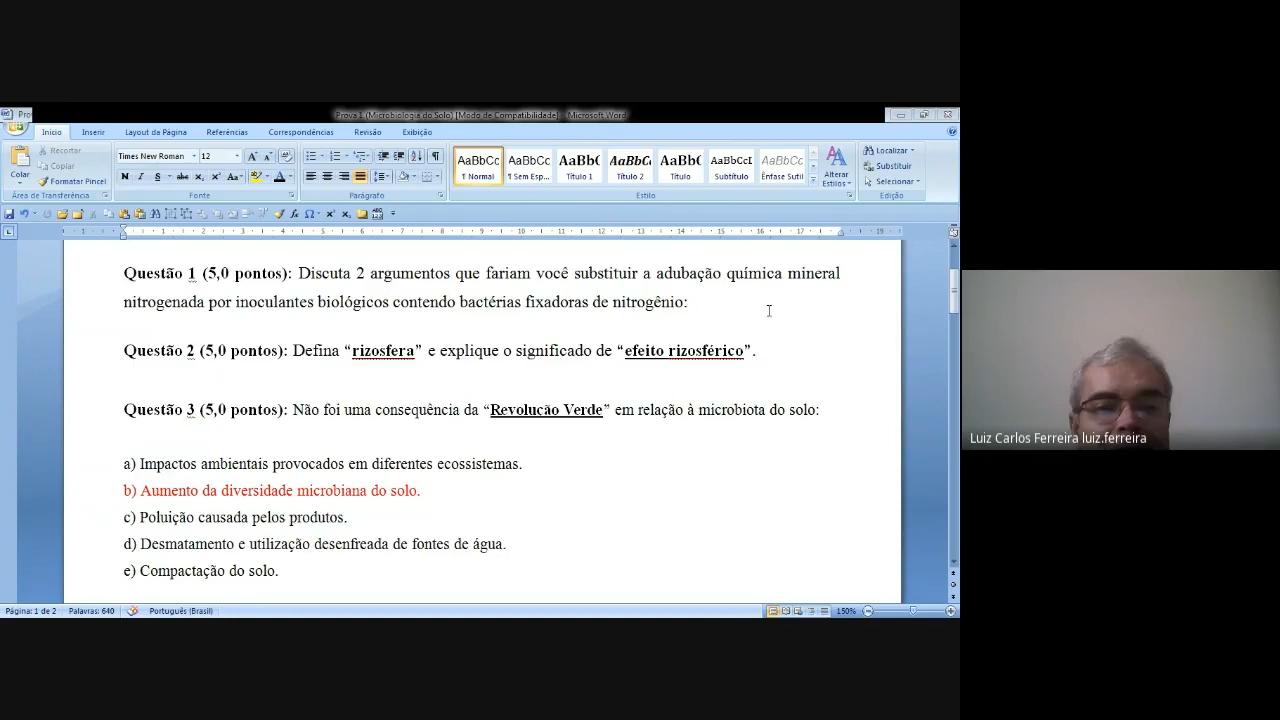 Prova 1 (Microbiologia do Solo) [Modo de Compatibilidade] - Microsoft Word
Início Inserir Layout da Página Referências Correspondências Revisão Exibição
Colar
Recortar
Copiar
Formatar Pincel
Área de Transferência
Times New Roman 12
Fonte
Parágrafo
AaBbCc AaBbCc AaBb( AaBbC( AaBb( AaBbCcI AaBbCc
¶ Normal ¶ Sem Esp... Título 1 Título 2 Título Subtítulo Ênfase Sutil
Alterar Estilos
Estilo
Localizar
Substituir
Selecionar
Edição
Questão 1 (5,0 pontos): Discuta 2 argumentos que fariam você substituir a adubação química mineral
nitrogenada por inoculantes biológicos contendo bactérias fixadoras de nitrogênio:
Questão 2 (5,0 pontos): Defina “rizosfera” e explique o significado de “efeito rizosférico”.
Questão 3 (5,0 pontos): Não foi uma consequência da “Revolução Verde” em relação à microbiota do solo:
a) Impactos ambientais provocados em diferentes ecossistemas.
b) Aumento da diversidade microbiana do solo.
c) Poluição causada pelos produtos.
d) Desmatamento e utilização desenfreada de fontes de água.
e) Compactação do solo.
Página: 1 de 2 Palavras: 640 Português (Brasil) 150%
Luiz Carlos Ferreira luiz.ferreira